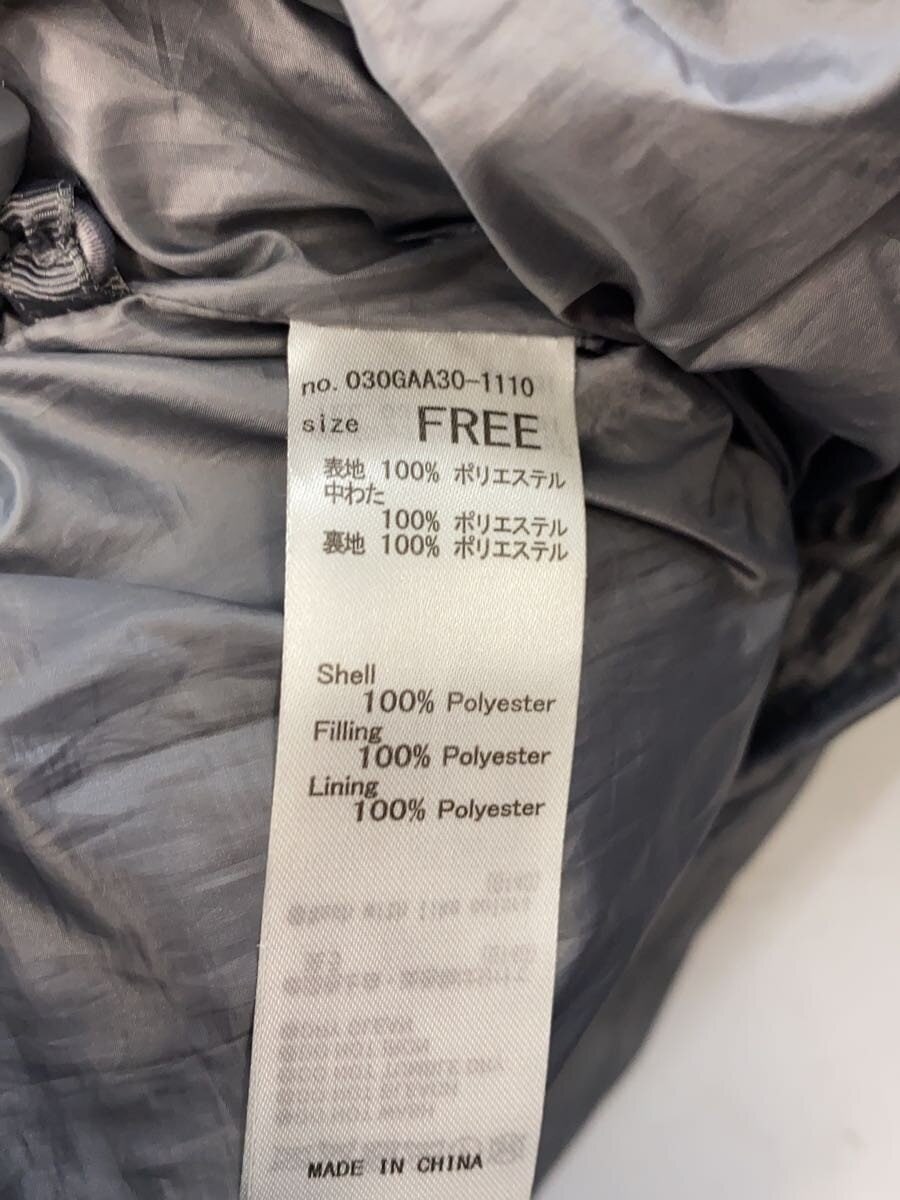 no. 030GAA30-1110
size FREE
表地 100% ポリエステル
中わた
100% ポリエステル
裏地 100% ポリエステル
Shell
100% Polyester
Filling
100% Polyester
Lining
100% Polyester
MADE IN CHINA